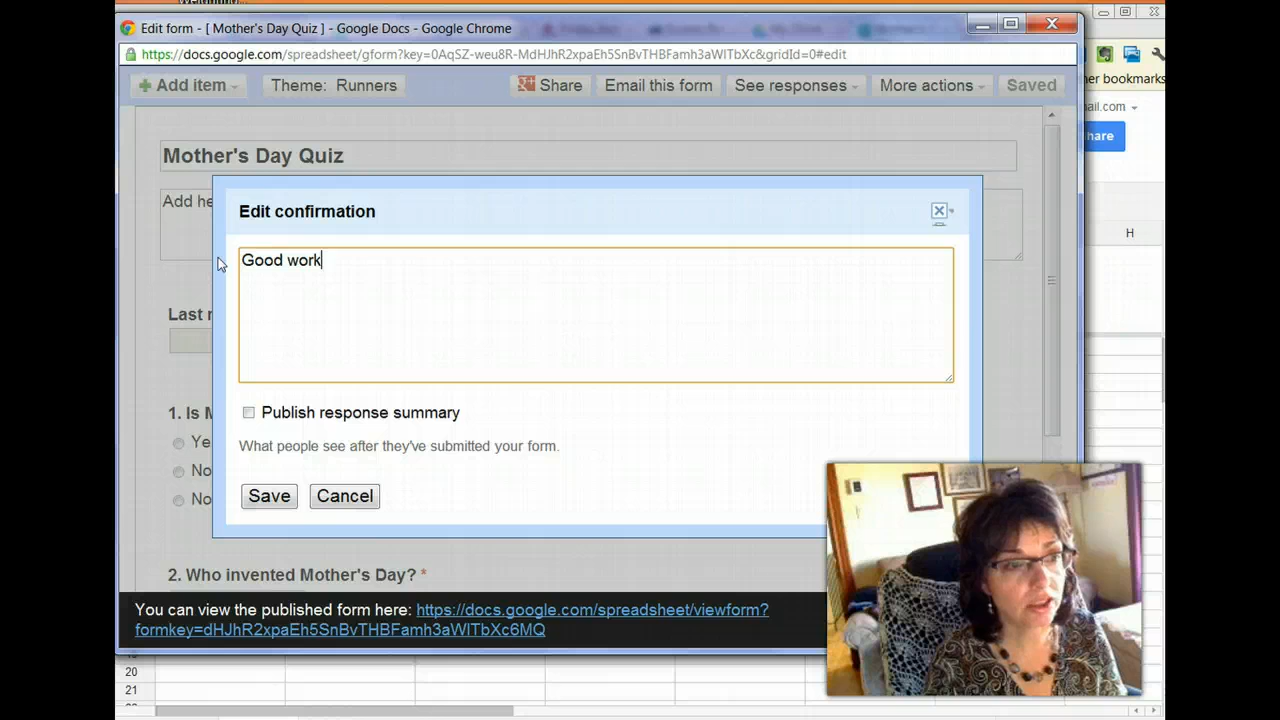 Edit form - [ Mother's Day Quiz ] - Google Docs - Google Chrome
https://docs.google.com/spreadsheet/gform?key=0AqSZ-weu8R-MdHJhR2xpaEh5SnBvTHBFamh3aWlTbXc&gridId=0#edit
Add item Theme: Runners Share Email this form See responses More actions Saved
her bookmarks
ail.com
hare
Mother's Day Quiz
Add he
Edit confirmation
H
Good work
Last n
Publish response summary
1. Is M
Ye
What people see after they've submitted your form.
No
Save Cancel
No
2. Who invented Mother's Day? *
You can view the published form here: https://docs.google.com/spreadsheet/viewform?
formkey=dHJhR2xpaEh5SnBvTHBFamh3aWlTbXc6MQ
20
21